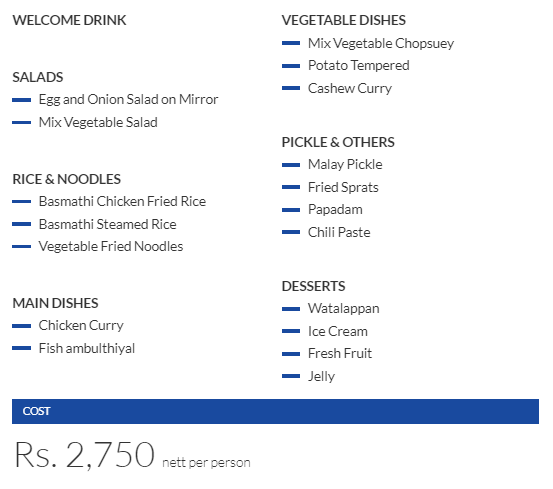 WELCOME DRINK
SALADS
Egg and Onion Salad on Mirror
Mix Vegetable Salad
RICE & NOODLES
Basmathi Chicken Fried Rice
Basmathi Steamed Rice
Vegetable Fried Noodles
MAIN DISHES
Chicken Curry
Fish ambulthiyal
VEGETABLE DISHES
Mix Vegetable Chopsuey
Potato Tempered
Cashew Curry
PICKLE & OTHERS
Malay Pickle
Fried Sprats
Papadam
Chili Paste
DESSERTS
Watalappan
Ice Cream
Fresh Fruit
Jelly
COST
Rs. 2,750 nett per person